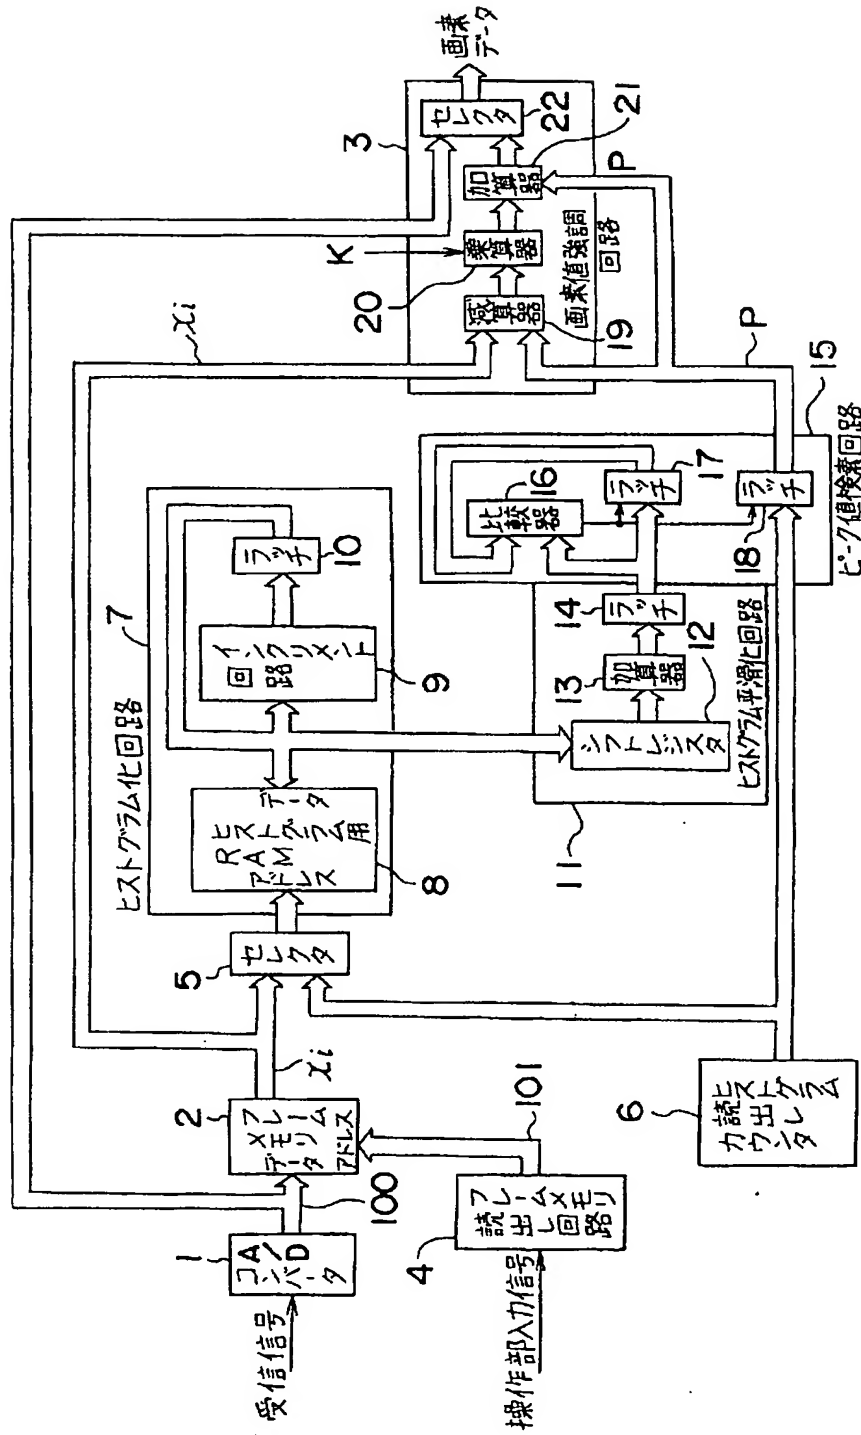 受信信号
1
A/D
コンバータ
100
2
フレーム
メモリ
データ
アドレス
χi
操作部入力信号
4
フレームメモリ
読出し回路
101
5
セレクタ
6
ヒストグラム
読出し
カウンタ
ヒストグラム化回路
7
データ
ヒストグラム用
RAM
アドレス
8
インクリメント
回路
9
ラッチ
10
11
シフトレジスタ
12
13
加算器
14
ラッチ
ヒストグラム平滑化回路
16
比較器
ラッチ
17
18
ラッチ
15
ピーク値検索回路
χi
P
3
K
減算器
19
20
乗算器
加算器
21
P
セレクタ
22
画素値強調
回路
画素
データ